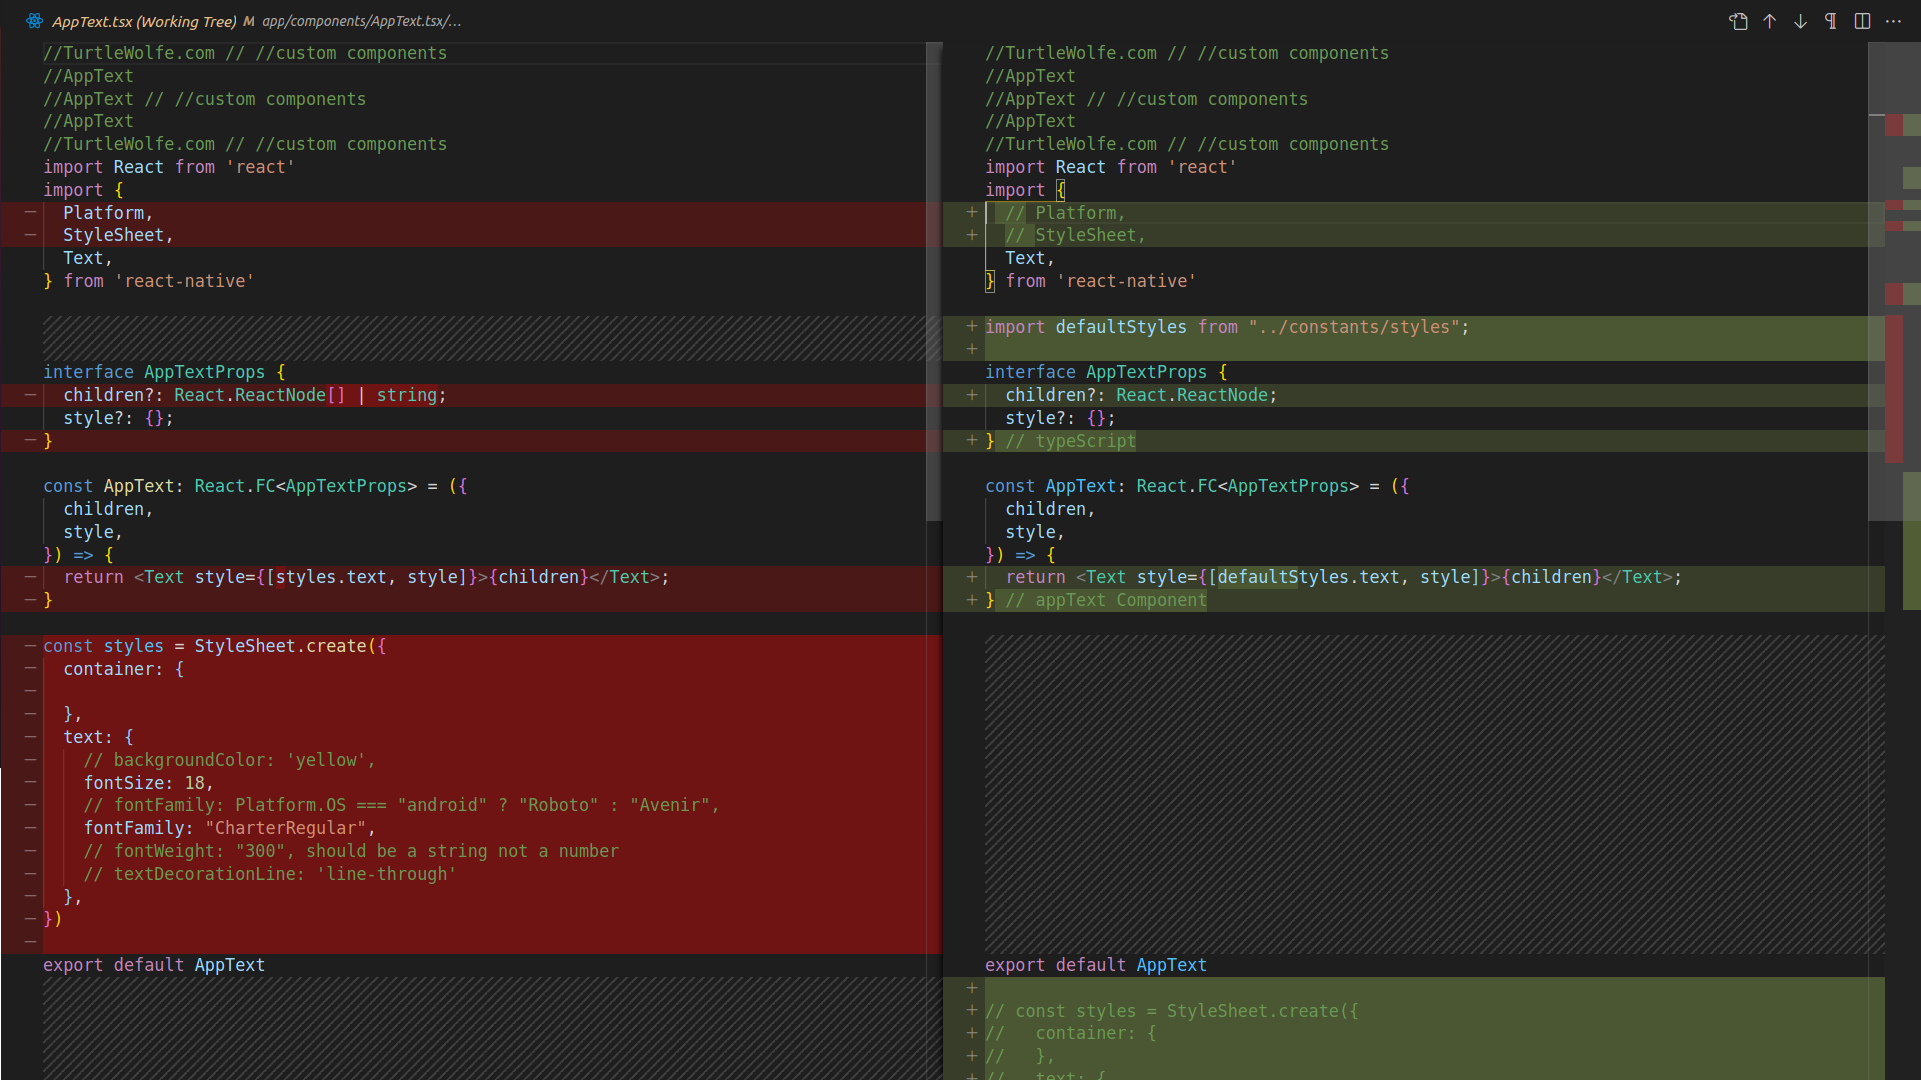 AppText.tsx (Working Tree) M app/components/AppText.tsx/...
//TurtleWolfe.com // //custom components
//AppText
//AppText // //custom components
//AppText
//TurtleWolfe.com // //custom components
import React from 'react'
import {
− Platform,
− StyleSheet,
Text,
} from 'react-native'
interface AppTextProps {
− children?: React.ReactNode[] | string;
style?: {};
− }
const AppText: React.FC<AppTextProps> = ({
children,
style,
}) => {
− return <Text style={[styles.text, style]}>{children}</Text>;
− }
− const styles = StyleSheet.create({
− container: {
−
− },
− text: {
− // backgroundColor: 'yellow',
− fontSize: 18,
− // fontFamily: Platform.OS === "android" ? "Roboto" : "Avenir",
− fontFamily: "CharterRegular",
− // fontWeight: "300", should be a string not a number
− // textDecorationLine: 'line-through'
− },
− })
−
export default AppText
//TurtleWolfe.com // //custom components
//AppText
//AppText // //custom components
//AppText
//TurtleWolfe.com // //custom components
import React from 'react'
import {
+ // Platform,
+ // StyleSheet,
Text,
} from 'react-native'
+ import defaultStyles from "../constants/styles";
+
interface AppTextProps {
+ children?: React.ReactNode;
style?: {};
+ } // typeScript
const AppText: React.FC<AppTextProps> = ({
children,
style,
}) => {
+ return <Text style={[defaultStyles.text, style]}>{children}</Text>;
+ } // appText Component
export default AppText
+
+ // const styles = StyleSheet.create({
+ // container: {
+ // },
+ // text: {